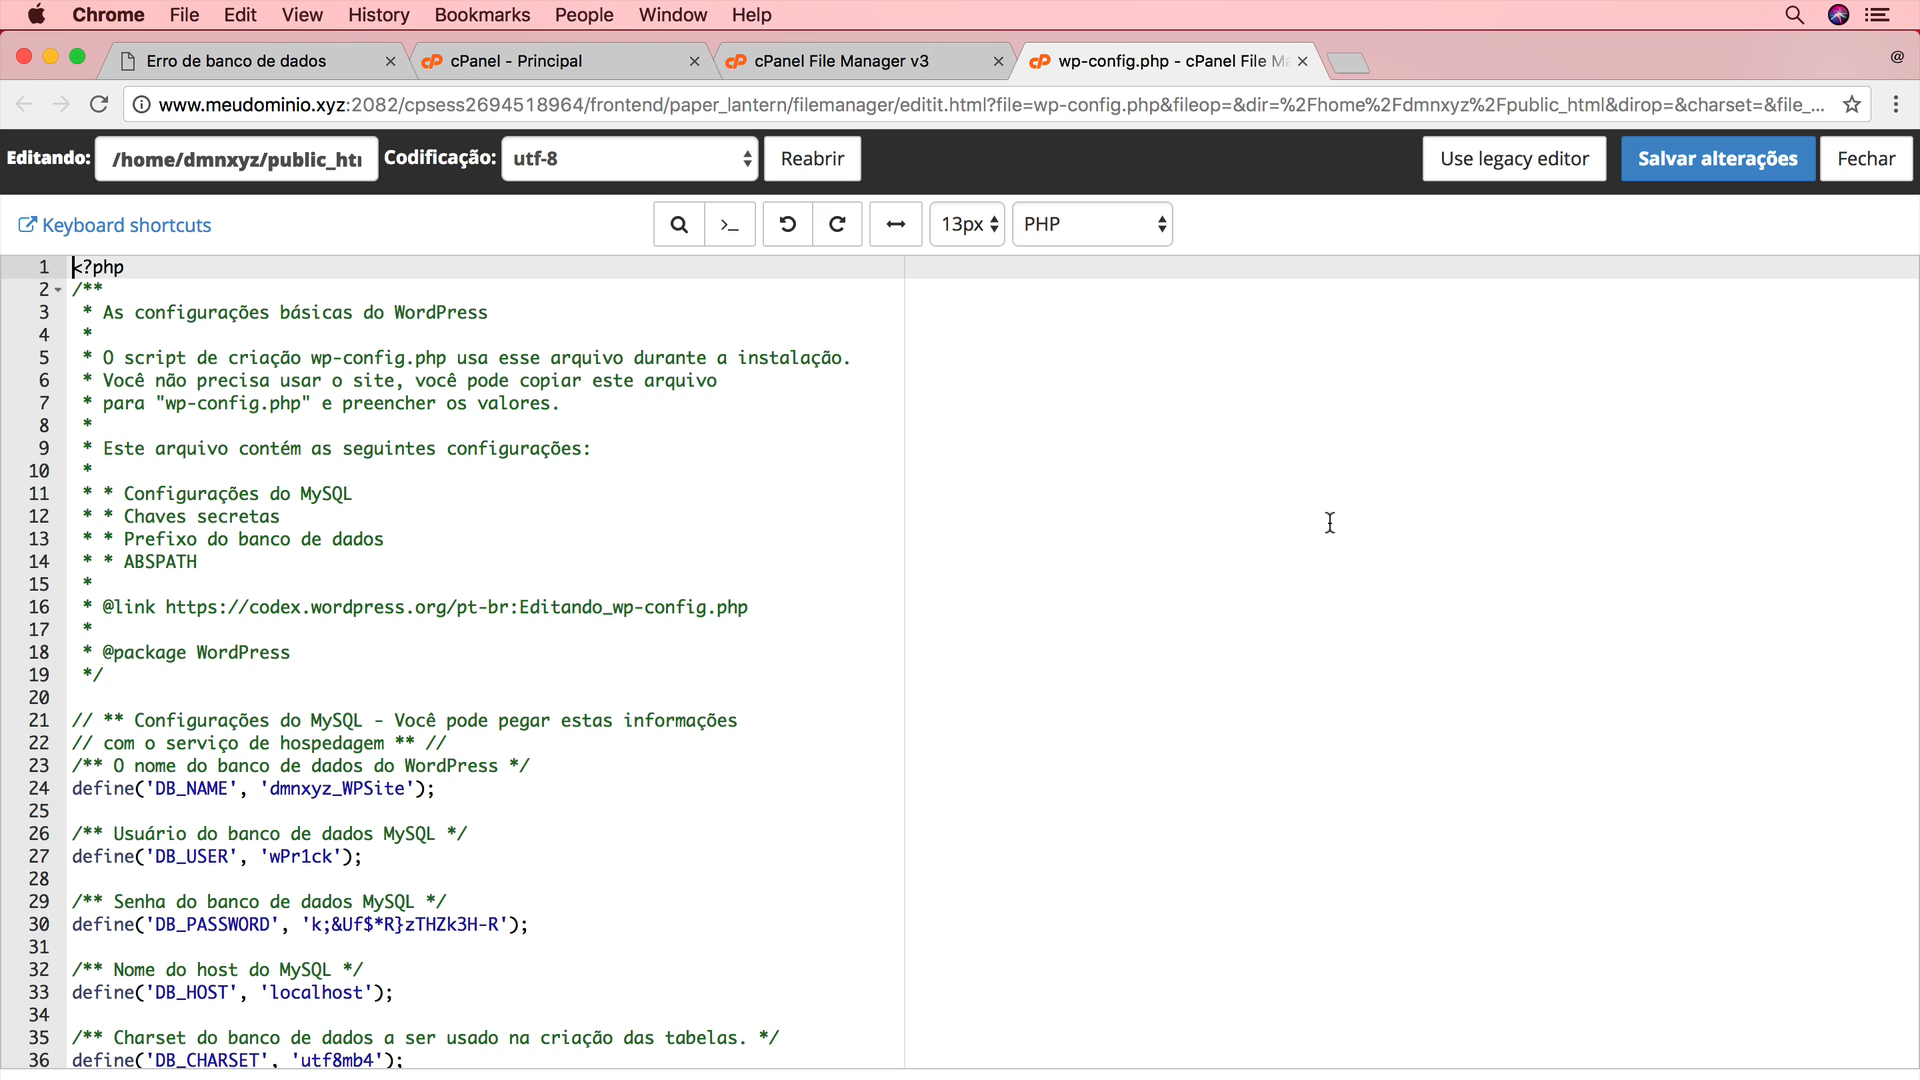 Chrome File Edit View History Bookmarks People Window Help
Erro de banco de dados
cPanel - Principal
cPanel File Manager v3
wp-config.php - cPanel File Ma
www.meudominio.xyz:2082/cpsess2694518964/frontend/paper_lantern/filemanager/editit.html?file=wp-config.php&fileop=&dir=%2Fhome%2Fdmnxyz%2Fpublic_html&dirop=&charset=&file_...
Editando: /home/dmnxyz/public_htm Codificação: utf-8 Reabrir Use legacy editor Salvar alterações Fechar
Keyboard shortcuts 13px PHP
1 <?php
2 /**
3 * As configurações básicas do WordPress
4 *
5 * O script de criação wp-config.php usa esse arquivo durante a instalação.
6 * Você não precisa usar o site, você pode copiar este arquivo
7 * para "wp-config.php" e preencher os valores.
8 *
9 * Este arquivo contém as seguintes configurações:
10 *
11 * * Configurações do MySQL
12 * * Chaves secretas
13 * * Prefixo do banco de dados
14 * * ABSPATH
15 *
16 * @link https://codex.wordpress.org/pt-br:Editando_wp-config.php
17 *
18 * @package WordPress
19 */
20
21 // ** Configurações do MySQL - Você pode pegar estas informações
22 // com o serviço de hospedagem ** //
23 /** O nome do banco de dados do WordPress */
24 define('DB_NAME', 'dmnxyz_WPSite');
25
26 /** Usuário do banco de dados MySQL */
27 define('DB_USER', 'wPr1ck');
28
29 /** Senha do banco de dados MySQL */
30 define('DB_PASSWORD', 'k;&Uf$*R}zTHZk3H-R');
31
32 /** Nome do host do MySQL */
33 define('DB_HOST', 'localhost');
34
35 /** Charset do banco de dados a ser usado na criação das tabelas. */
36 define('DB_CHARSET', 'utf8mb4');